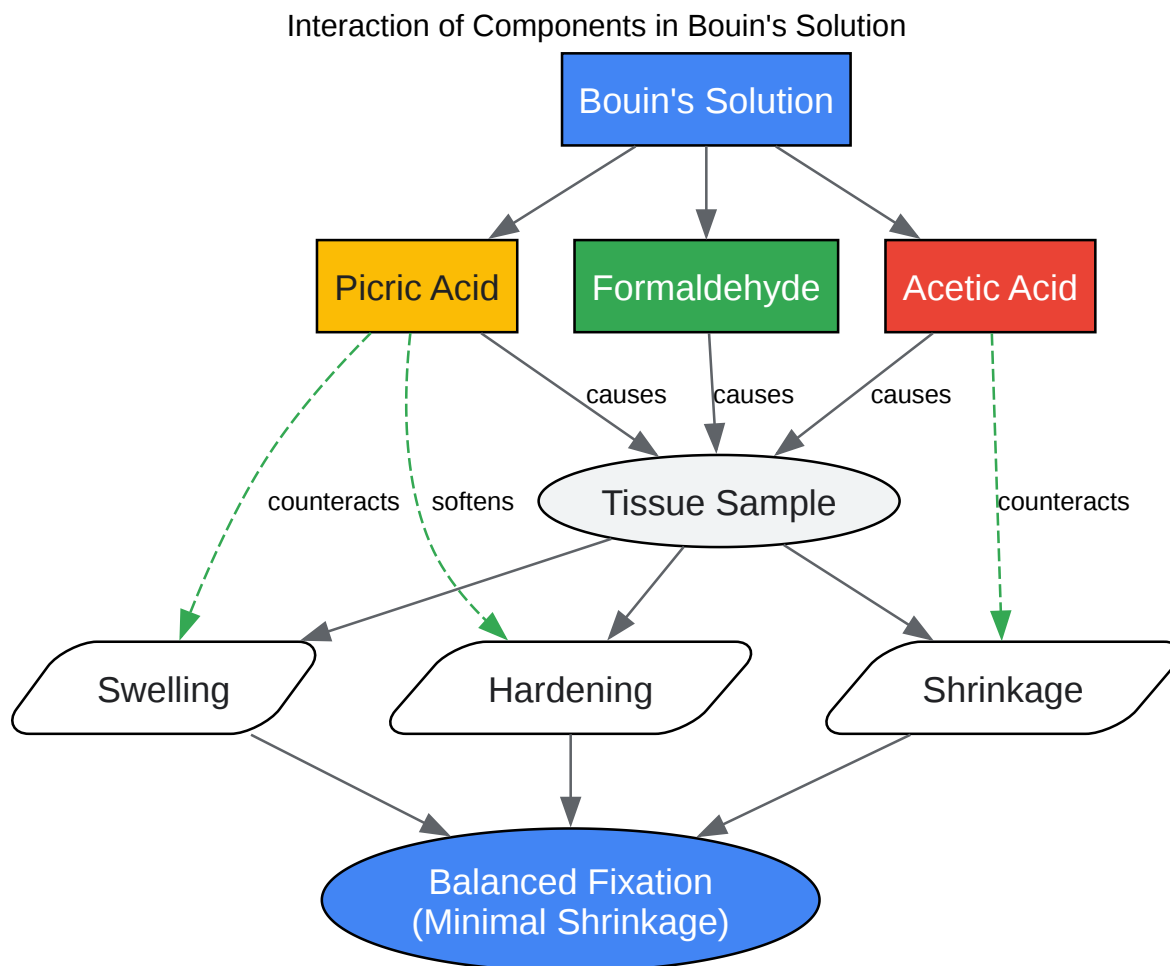 Interaction of Components in Bouin's Solution
Bouin's Solution
Picric Acid
Formaldehyde
Acetic Acid
causes
causes
causes
counteracts
softens
Tissue Sample
counteracts
Swelling
Hardening
Shrinkage
Balanced Fixation
(Minimal Shrinkage)